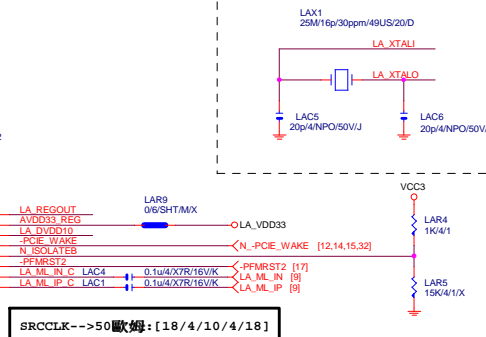 LAX1
25M/16p/30ppm/49US/20/D
LA_XTALI
LA_XTALO
LAC5
20p/4/NPO/50V/J
LAC6
20p/4/NPO/50V/
VCC3
LAR9
0/6/SHT/M/X
LA_REGOUT
AVDD33_REG
LA_VDD33
LA_DVDD10
-PCIE_WAKE
N_-PCIE_WAKE [12,14,15,32]
N_ISOLATEB
-PFMRST2
-PFMRST2 [17]
LA_ML_IN_C LAC4 0.1u/4/X7R/16V/K LA_ML_IN [9]
LA_ML_IP_C LAC1 0.1u/4/X7R/16V/K LA_ML_IP [9]
LAR4
1K/4/1
LAR5
15K/4/1/X
SRCCLK-->50歐姆:[18/4/10/4/18]